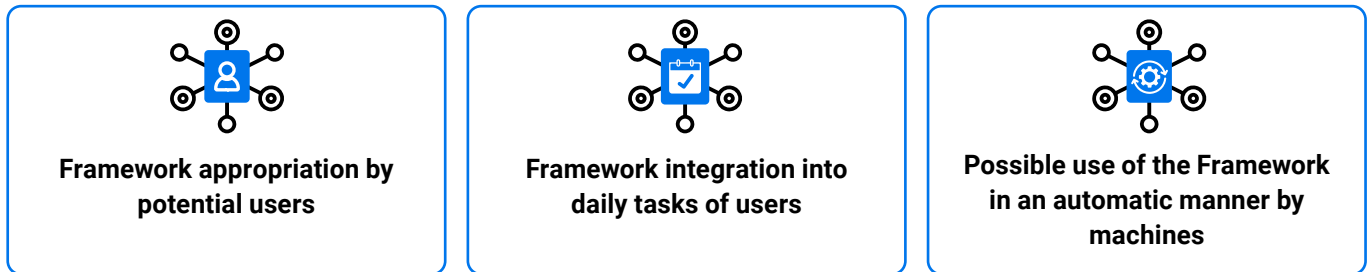 Framework appropriation by
potential users
Framework integration into
daily tasks of users
Possible use of the Framework
in an automatic manner by
machines